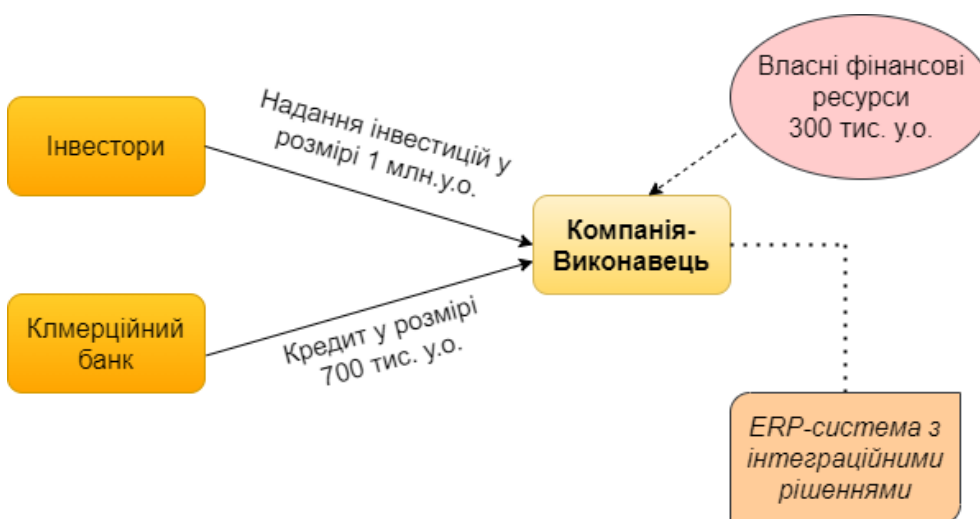 Власні фінансові
ресурси
300 тис. у.о.
Інвестори
Надання інвестицій у
розмірі 1 млн.у.о.
Компанія-
Виконавець
Клмерційний
банк
Кредит у розмірі
700 тис. у.о.
ERP-система з
інтеграційними
рішеннями